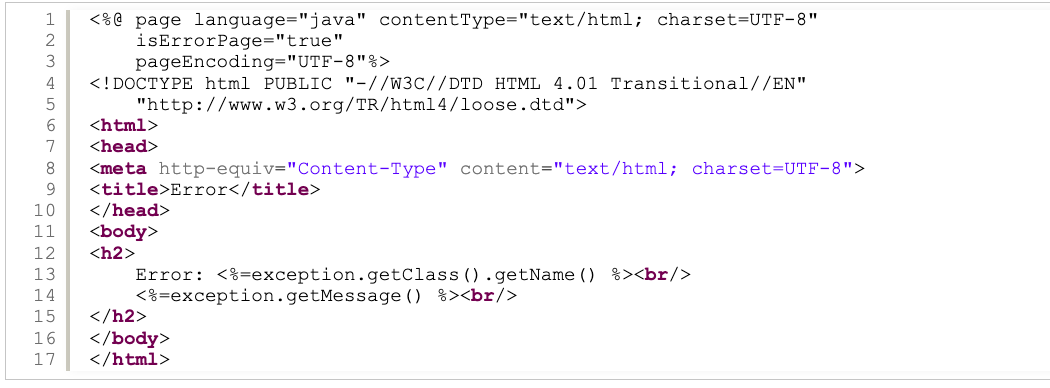 1 <%@ page language="java" contentType="text/html; charset=UTF-8"
2     isErrorPage="true"
3     pageEncoding="UTF-8"%>
4 <!DOCTYPE html PUBLIC "-//W3C//DTD HTML 4.01 Transitional//EN"
5     "http://www.w3.org/TR/html4/loose.dtd">
6 <html>
7 <head>
8 <meta http-equiv="Content-Type" content="text/html; charset=UTF-8">
9 <title>Error</title>
10 </head>
11 <body>
12 <h2>
13     Error: <%=exception.getClass().getName() %><br/>
14     <%=exception.getMessage() %><br/>
15 </h2>
16 </body>
17 </html>